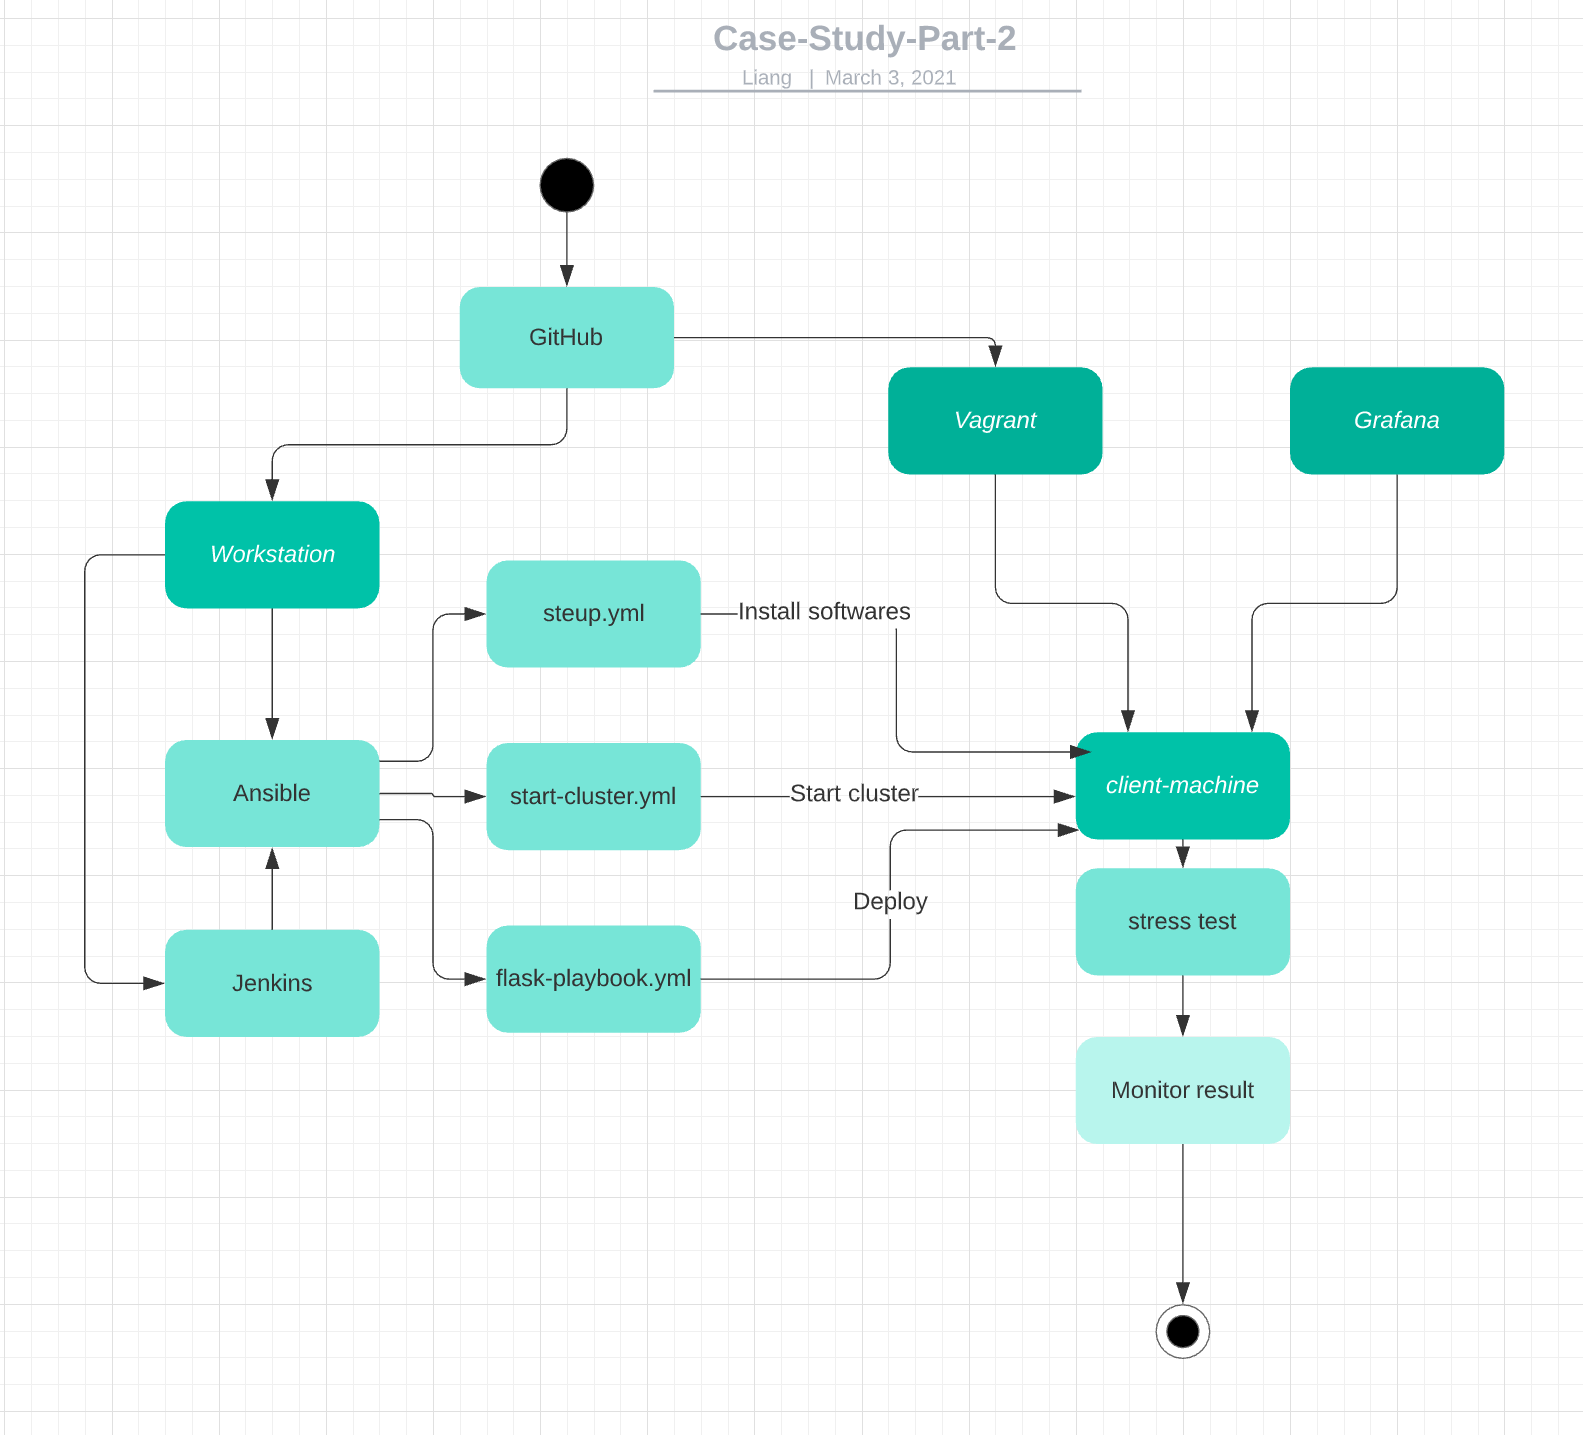 Case-Study-Part-2
Liang | March 3, 2021
GitHub
Vagrant
Grafana
Workstation
steup.yml
Install softwares
Ansible
start-cluster.yml
Start cluster
client-machine
Deploy
stress test
Jenkins
flask-playbook.yml
Monitor result